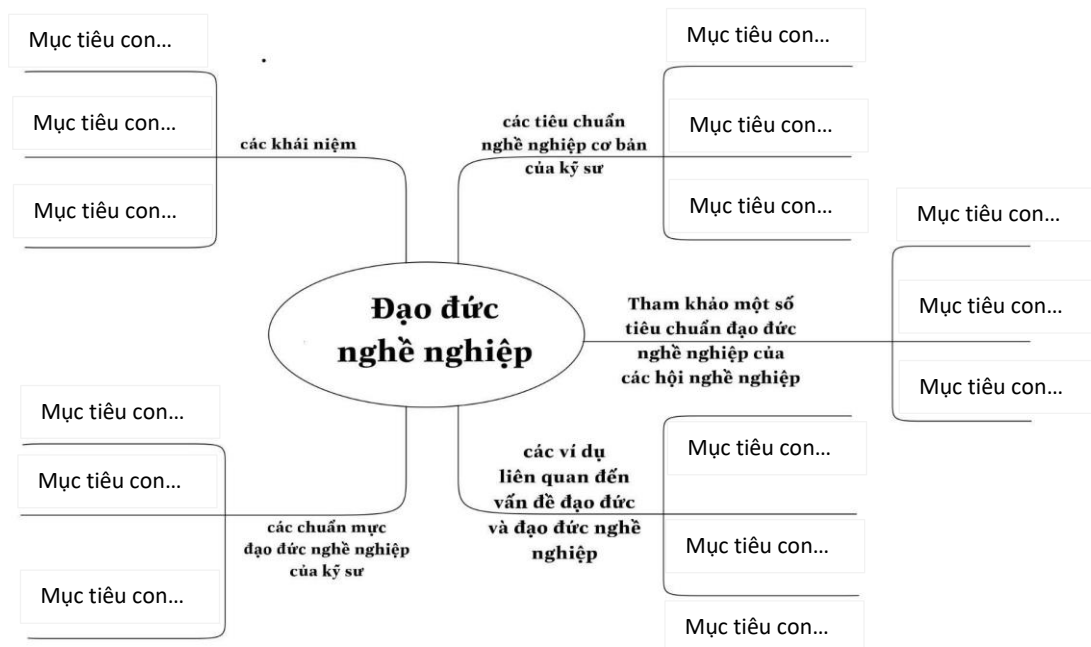 Mục tiêu con...
Mục tiêu con...
Mục tiêu con...
các khái niệm
Mục tiêu con...
Mục tiêu con...
Mục tiêu con...
các tiêu chuẩn
nghề nghiệp cơ bản
của kỹ sư
Đạo đức
nghề nghiệp
Tham khảo một số
tiêu chuẩn đạo đức
nghề nghiệp của
các hội nghề nghiệp
Mục tiêu con...
Mục tiêu con...
Mục tiêu con...
Mục tiêu con...
Mục tiêu con...
Mục tiêu con...
các chuẩn mực
đạo đức nghề nghiệp
của kỹ sư
các ví dụ
liên quan đến
vấn đề đạo đức
và đạo đức nghề
nghiệp
Mục tiêu con...
Mục tiêu con...
Mục tiêu con...